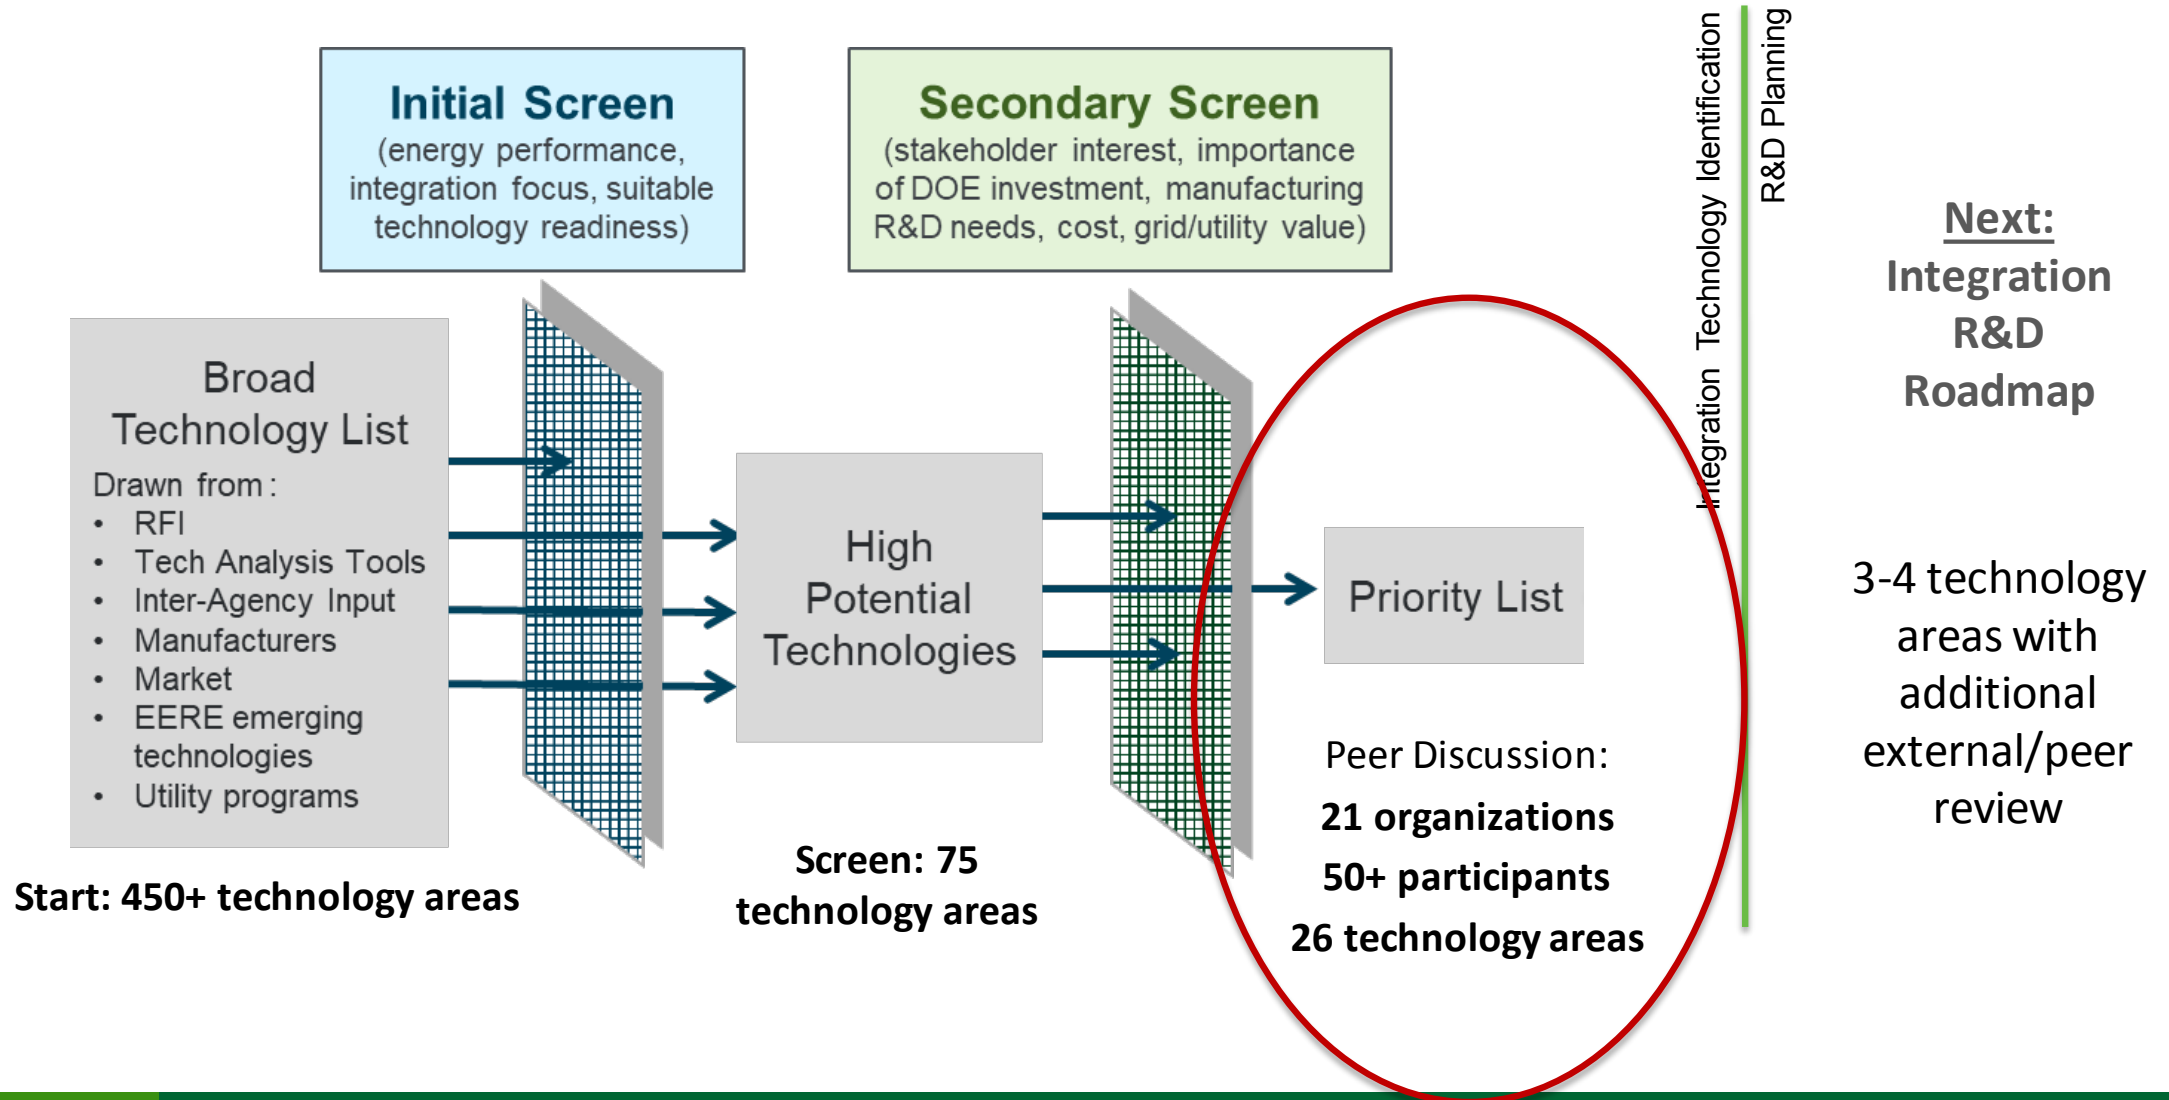 Initial Screen
(energy performance,
integration focus, suitable
technology readiness)
Secondary Screen
(stakeholder interest, importance
of DOE investment, manufacturing
R&D needs, cost, grid/utility value)
Integration Technology Identification
R&D Planning
Next:
Integration
R&D
Roadmap
Broad
Technology List
Drawn from:
• RFI
• Tech Analysis Tools
• Inter-Agency Input
• Manufacturers
• Market
• EERE emerging
technologies
• Utility programs
High
Potential
Technologies
Priority List
3-4 technology
areas with
additional
external/peer
review
Peer Discussion:
21 organizations
50+ participants
26 technology areas
Screen: 75
technology areas
Start: 450+ technology areas